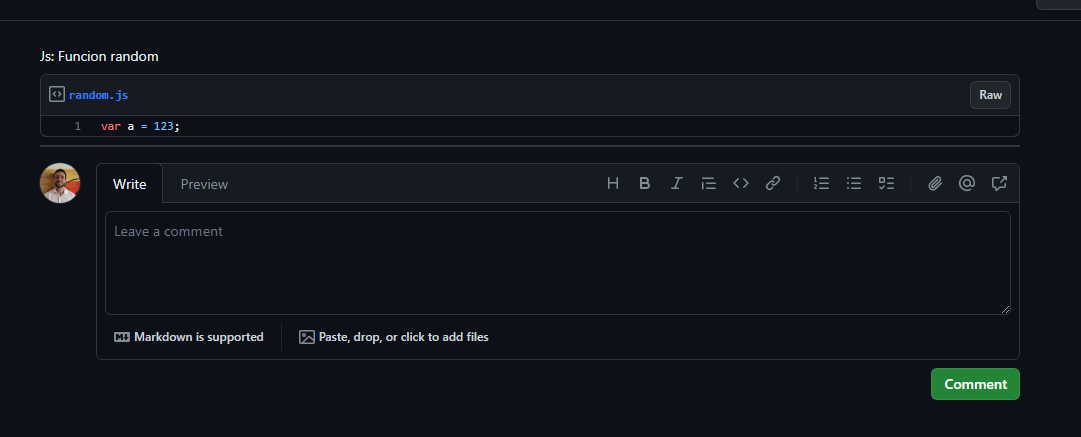 Js: Funcion random
random.js
Raw
1 var a = 123;
Write Preview H B I
Leave a comment
Markdown is supported Paste, drop, or click to add files
Comment